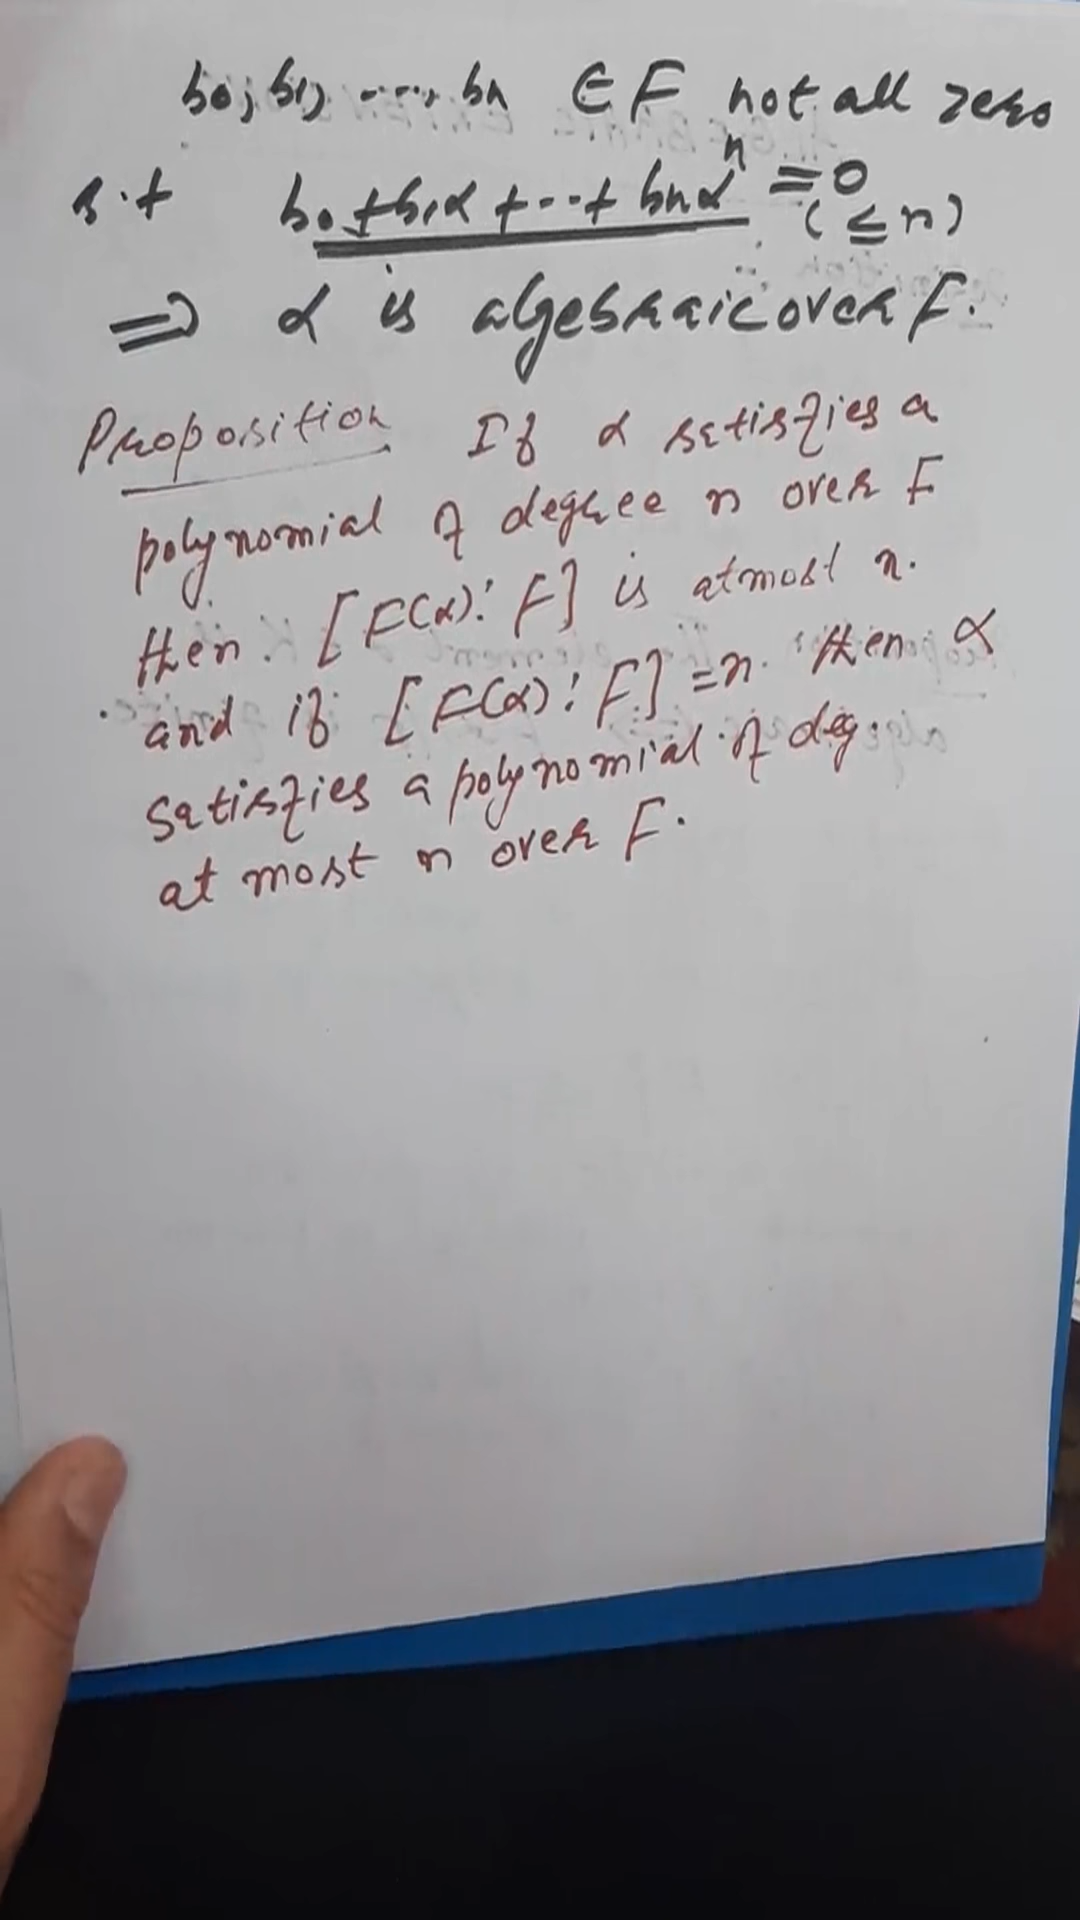 b0, b1, ...., bn ∈ F not all zero
s.t b0+b1α+...+bnα^n = 0
(≤n)
⇒ α is algebraic over F.
Proposition If α satisfies a
polynomial of degree n over F
then [F(α):F] is atmost n.
and if [F(α):F]=n. then α
satisfies a polynomial of deg.
at most n over F.